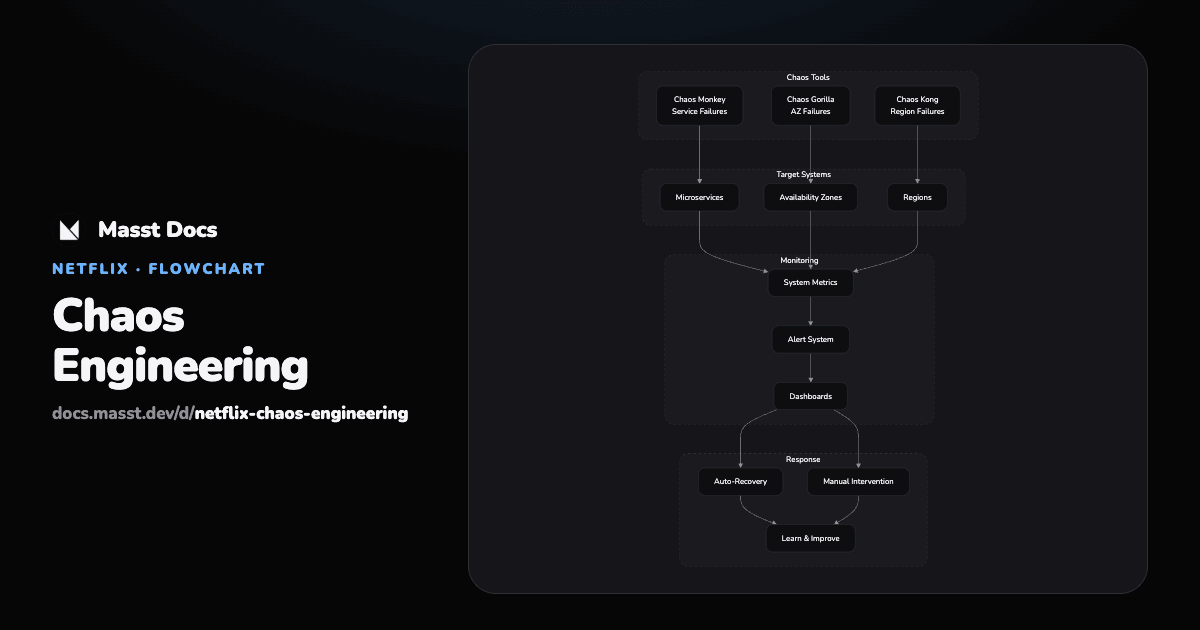 Masst Docs
NETFLIX · FLOWCHART
Chaos
Engineering
docs.masst.dev/d/netflix-chaos-engineering
Chaos Tools
Chaos Monkey
Service Failures
Chaos Gorilla
AZ Failures
Chaos Kong
Region Failures
Target Systems
Microservices
Availability Zones
Regions
Monitoring
System Metrics
Alert System
Dashboards
Response
Auto-Recovery
Manual Intervention
Learn & Improve